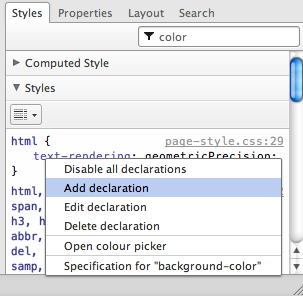 Styles Properties Layout Search
color
Computed Style
Styles
html { page-style.css:29
text-rendering: geometricPrecision;
} Disable all declarations
html, Add declaration 2
span,
h3, h Edit declaration
abbr,
del, Delete declaration
samp, Open colour picker
Specification for "background-color"